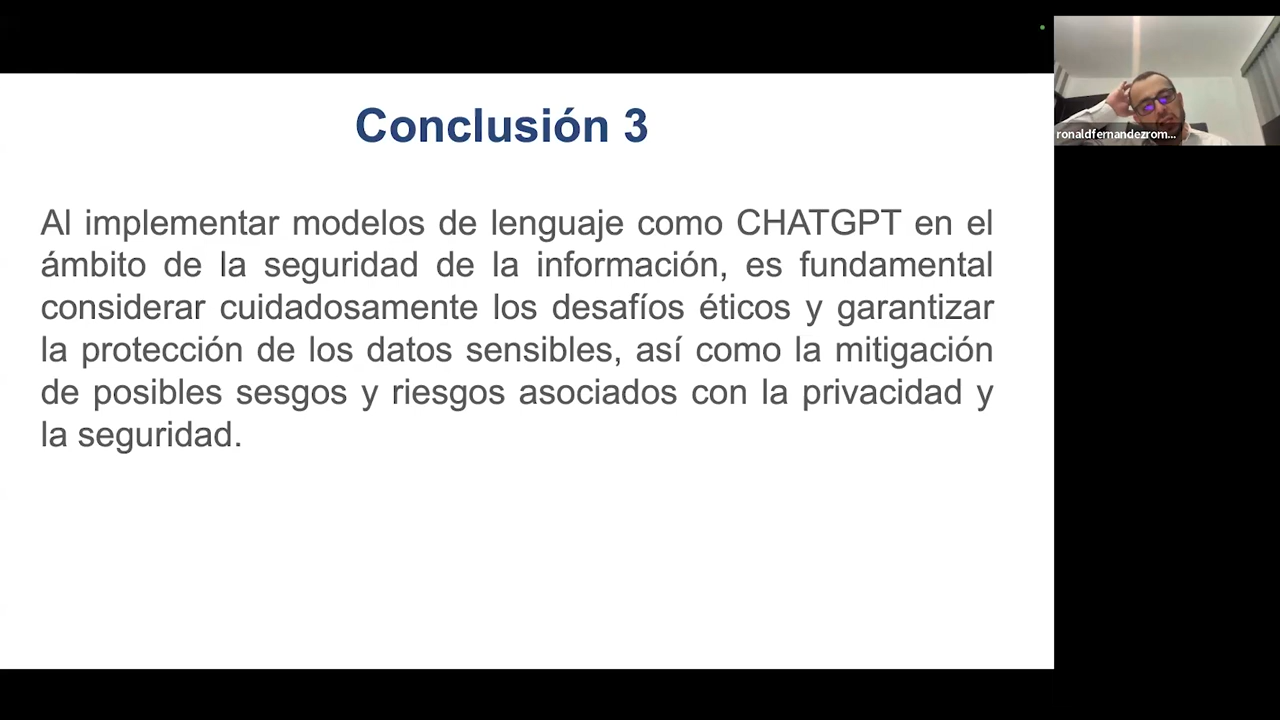 Conclusión 3
ronaldfernandezrom...
Al implementar modelos de lenguaje como CHATGPT en el
ámbito de la seguridad de la información, es fundamental
considerar cuidadosamente los desafíos éticos y garantizar
la protección de los datos sensibles, así como la mitigación
de posibles sesgos y riesgos asociados con la privacidad y
la seguridad.